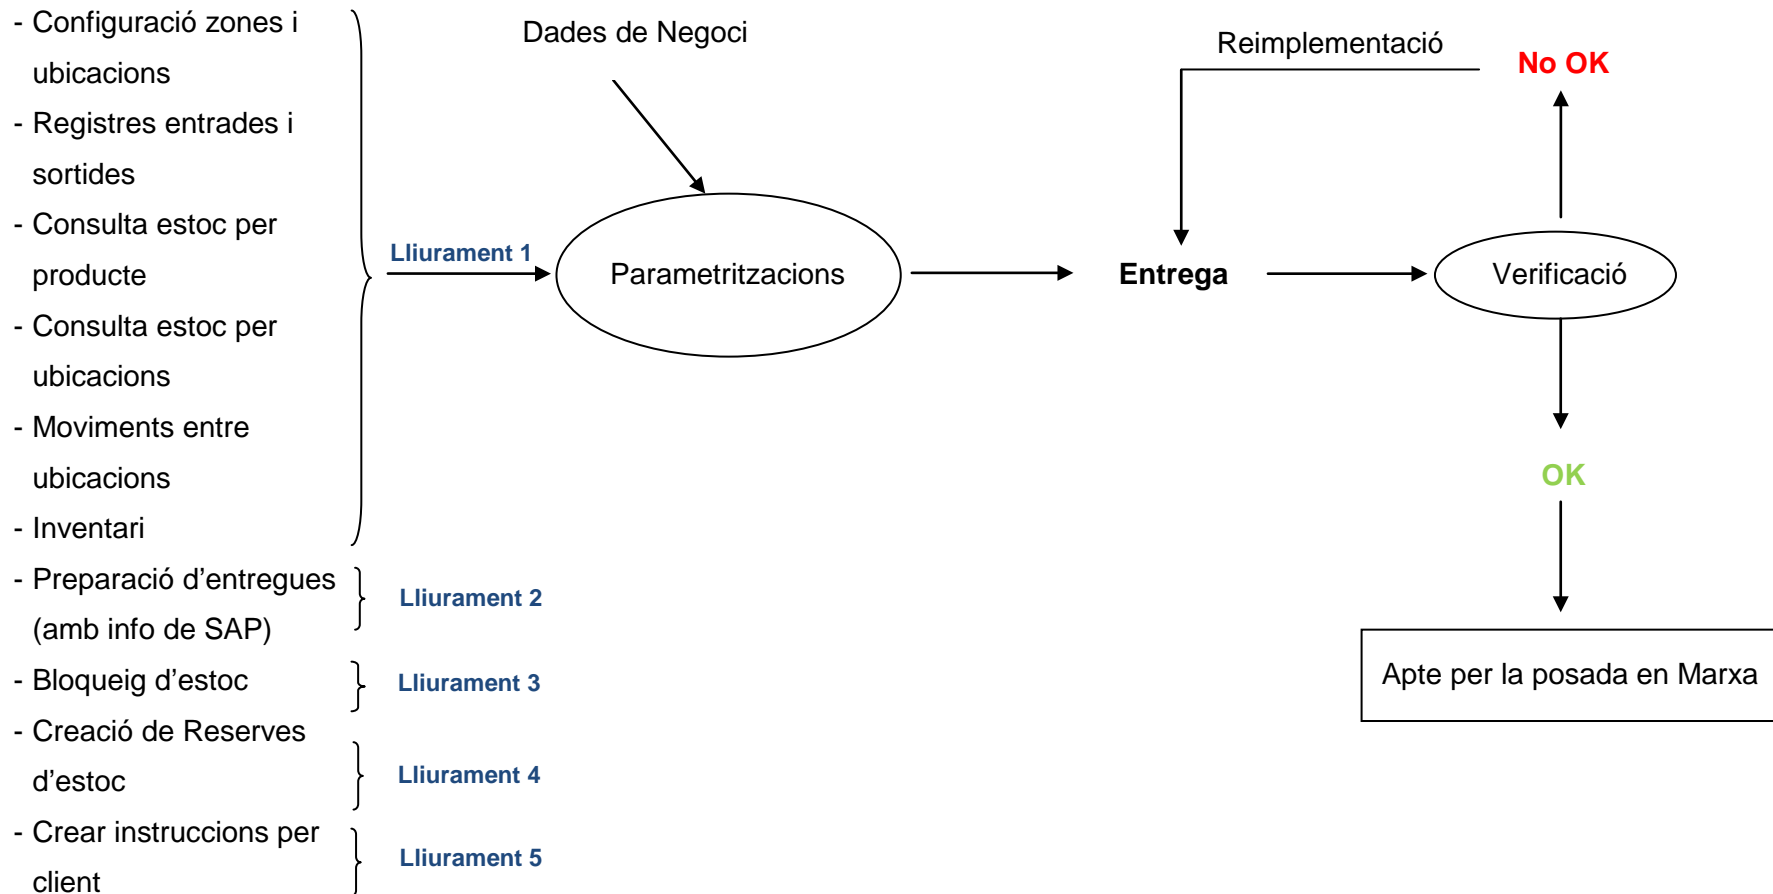 - Configuració zones i
ubicacions
- Registres entrades i
sortides
- Consulta estoc per
producte
- Consulta estoc per
ubicacions
- Moviments entre
ubicacions
- Inventari
- Preparació d’entregues
(amb info de SAP)
- Bloqueig d’estoc
- Creació de Reserves
d’estoc
- Crear instruccions per
client
Lliurament 1
Lliurament 2
Lliurament 3
Lliurament 4
Lliurament 5
Dades de Negoci
Parametritzacions
Entrega
Reimplementació
No OK
Verificació
OK
Apte per la posada en Marxa